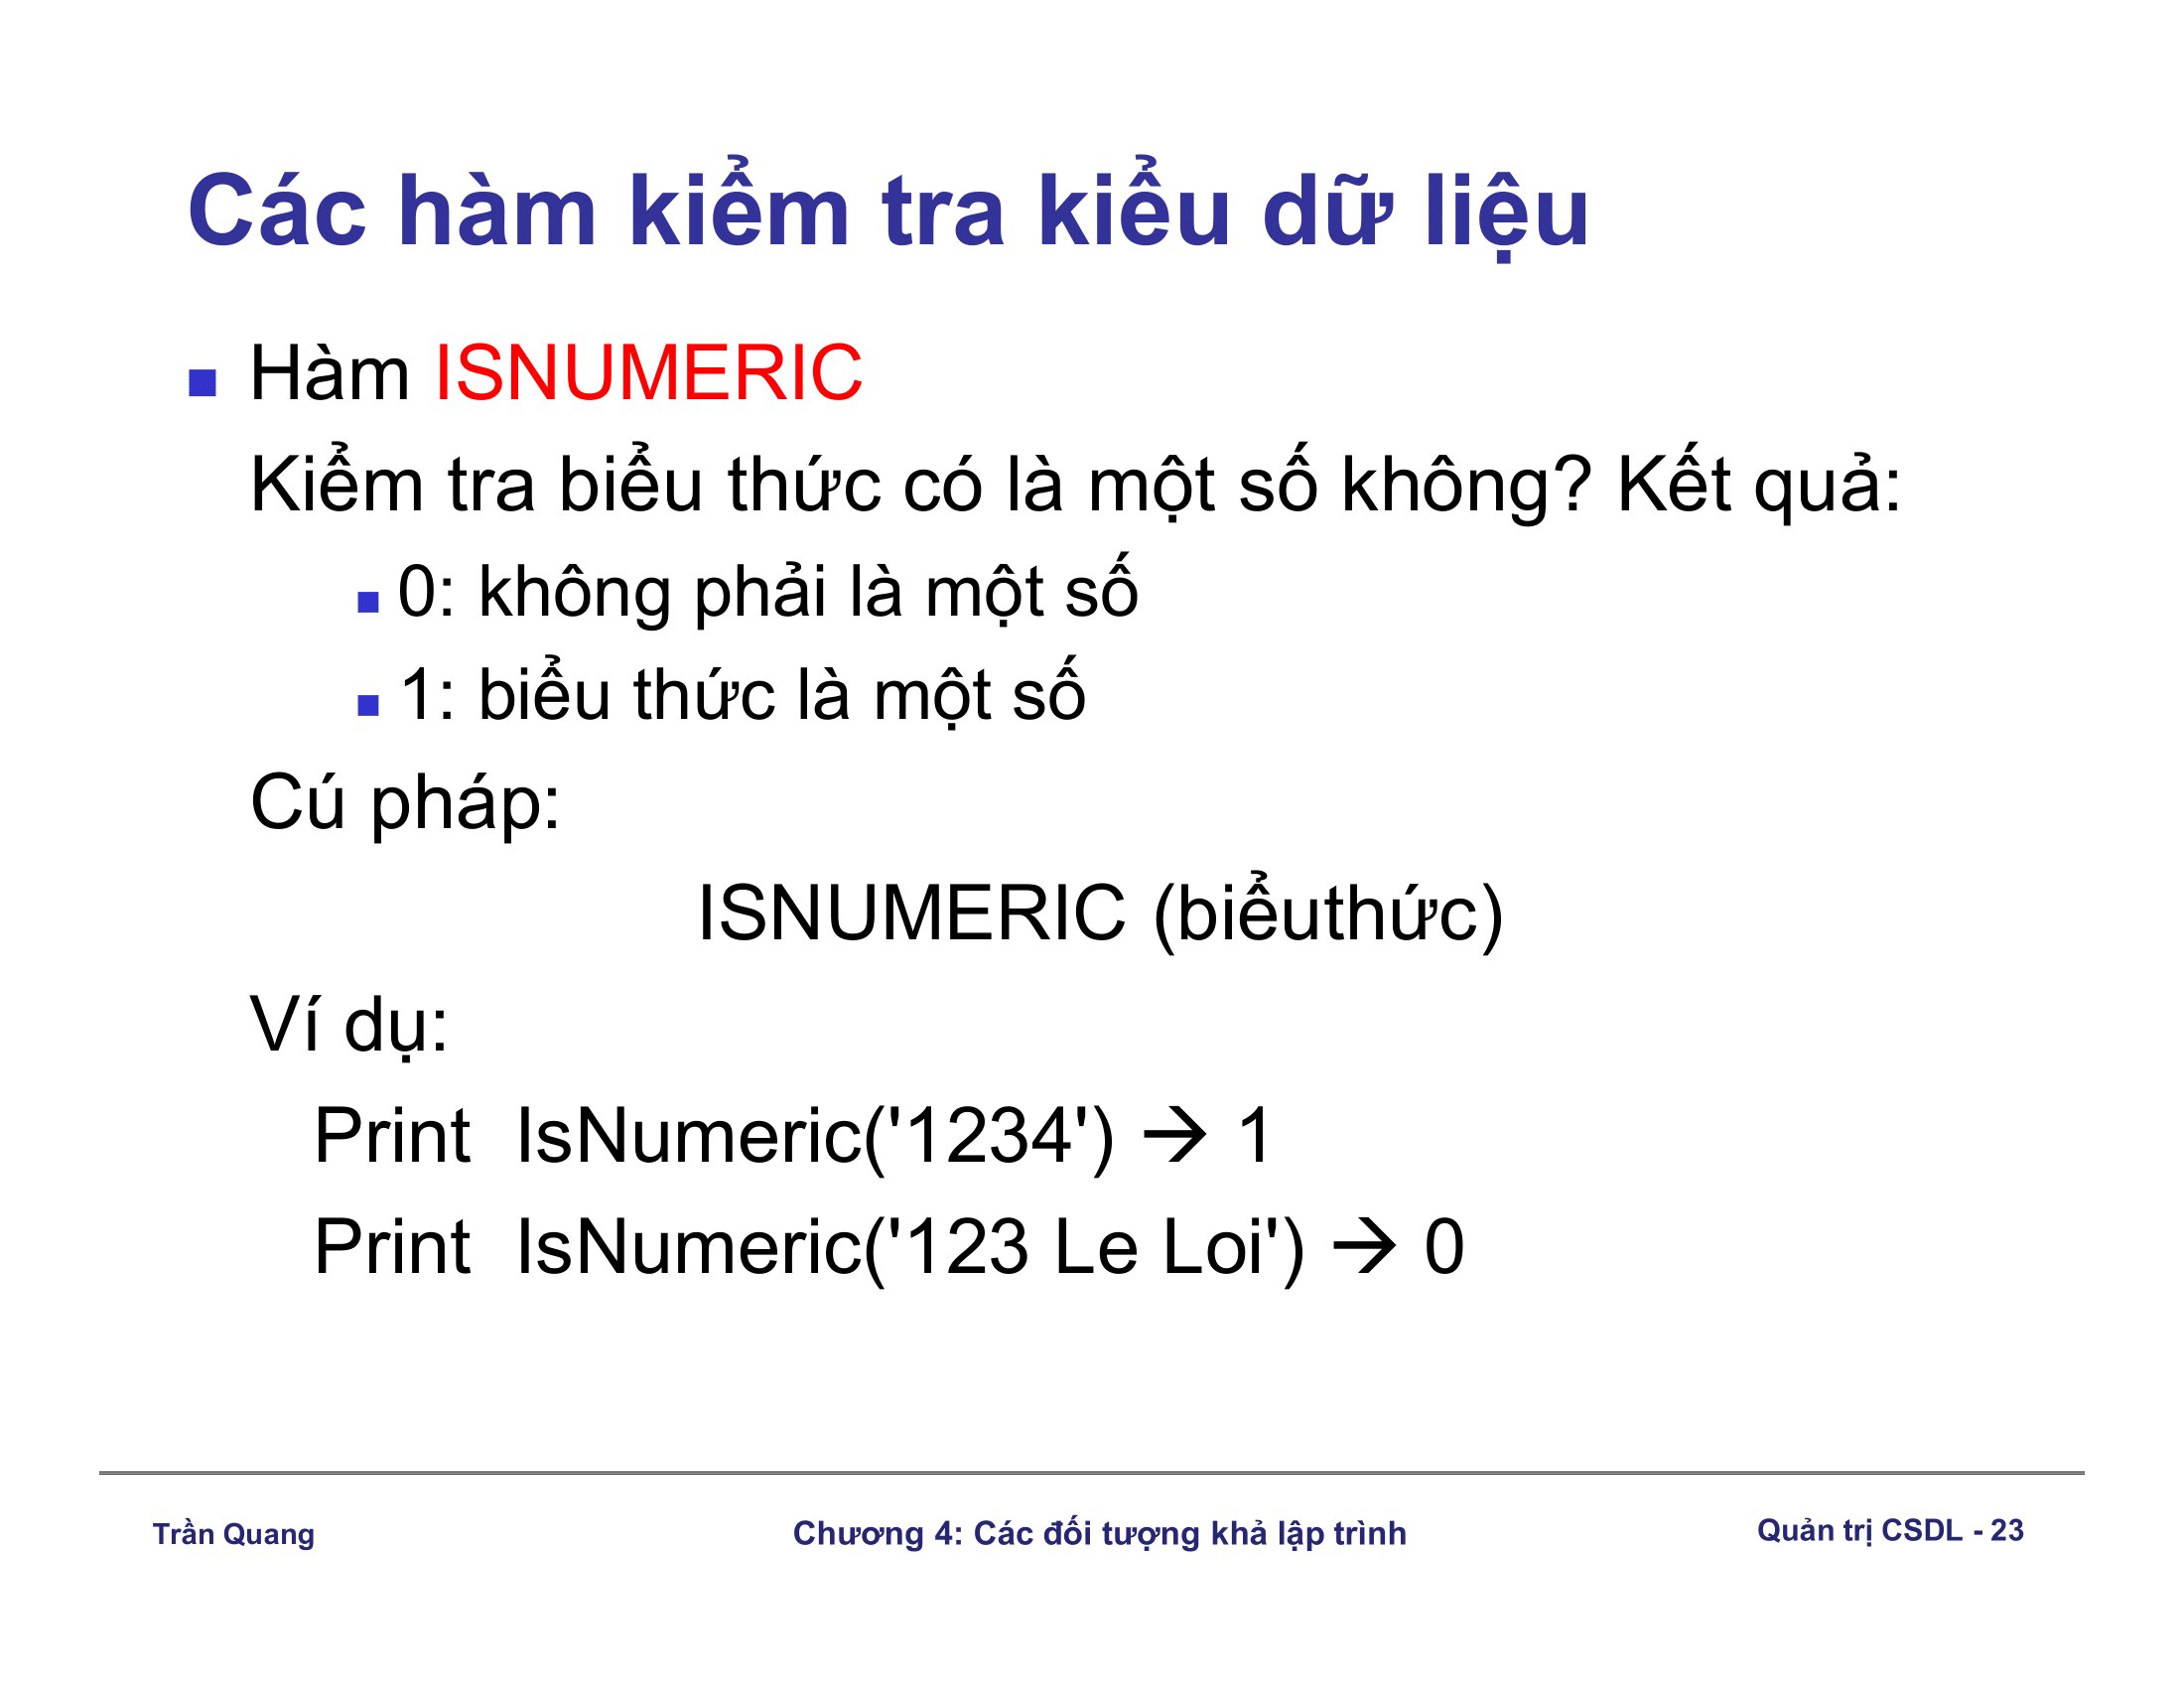 Các hàm kiểm tra kiểu dữ liệu
Hàm ISNUMERIC
Kiểm tra biểu thức có là một số không? Kết quả:
0: không phải là một số
1: biểu thức là một số
Cú pháp:
ISNUMERIC (biểuthức)
Ví dụ:
Print IsNumeric('1234') → 1
Print IsNumeric('123 Le Loi') → 0
Trần Quang
Chương 4: Các đối tượng khả lập trình
Quản trị CSDL - 23